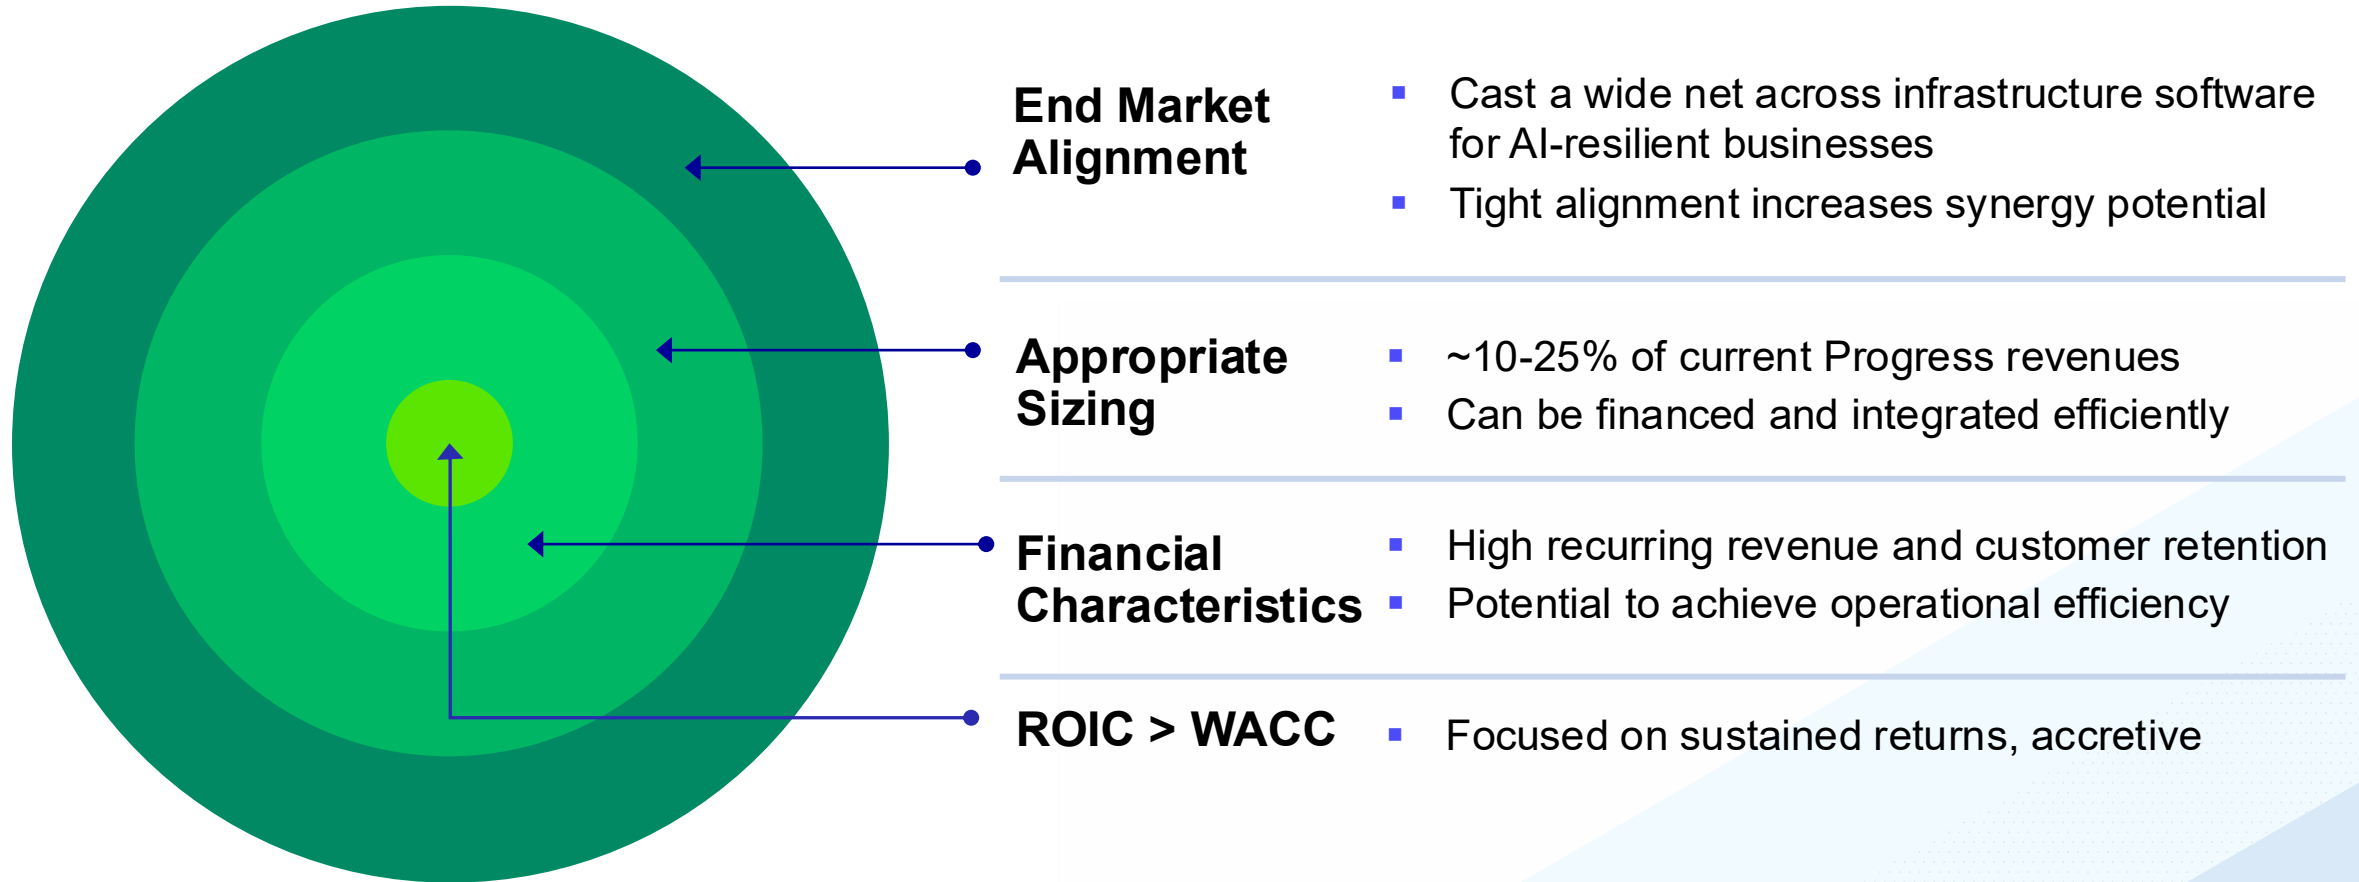 End Market
Alignment
▪ Cast a wide net across infrastructure software
for AI-resilient businesses
▪ Tight alignment increases synergy potential
Appropriate
Sizing
▪ ~10-25% of current Progress revenues
▪ Can be financed and integrated efficiently
Financial
Characteristics
▪ High recurring revenue and customer retention
▪ Potential to achieve operational efficiency
ROIC > WACC
▪ Focused on sustained returns, accretive